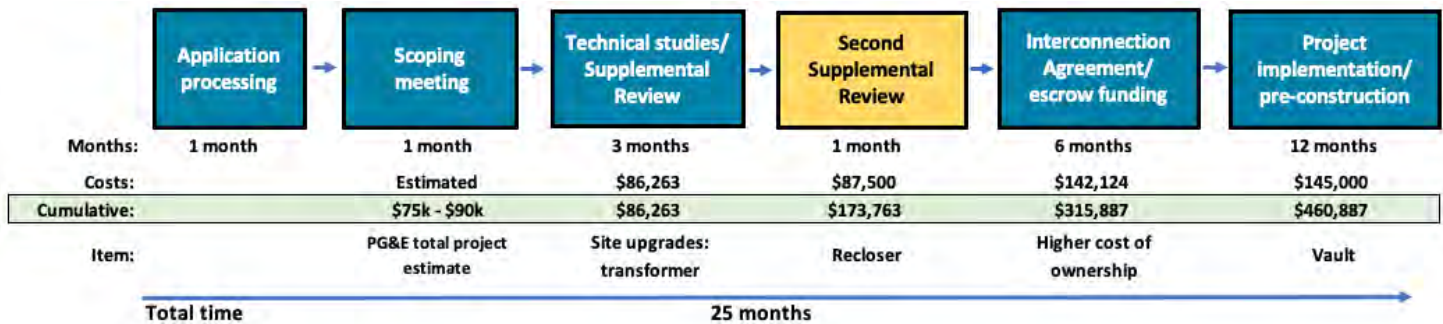 Application
processing
Scoping
meeting
Technical studies/
Supplemental
Review
Second
Supplemental
Review
Interconnection
Agreement/
escrow funding
Project
implementation/
pre-construction
Months: 1 month 1 month 3 months 1 month 6 months 12 months
Costs: Estimated $86,263 $87,500 $142,124 $145,000
Cumulative: $75k - $90k $86,263 $173,763 $315,887 $460,887
Item:
PG&E total project
estimate
Site upgrades:
transformer
Recloser
Higher cost of
ownership
Vault
Total time 25 months